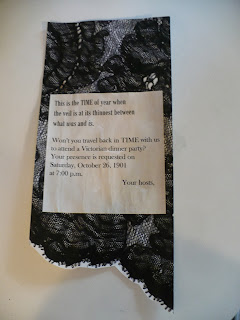 This is the TIME of year when
the veil is at its thinnest between
what was and is.
Won't you travel back in TIME with us
to attend a Victorian dinner party?
Your presence is requested on
Saturday, October 26, 1901
at 7:00 p.m.
Your hosts,